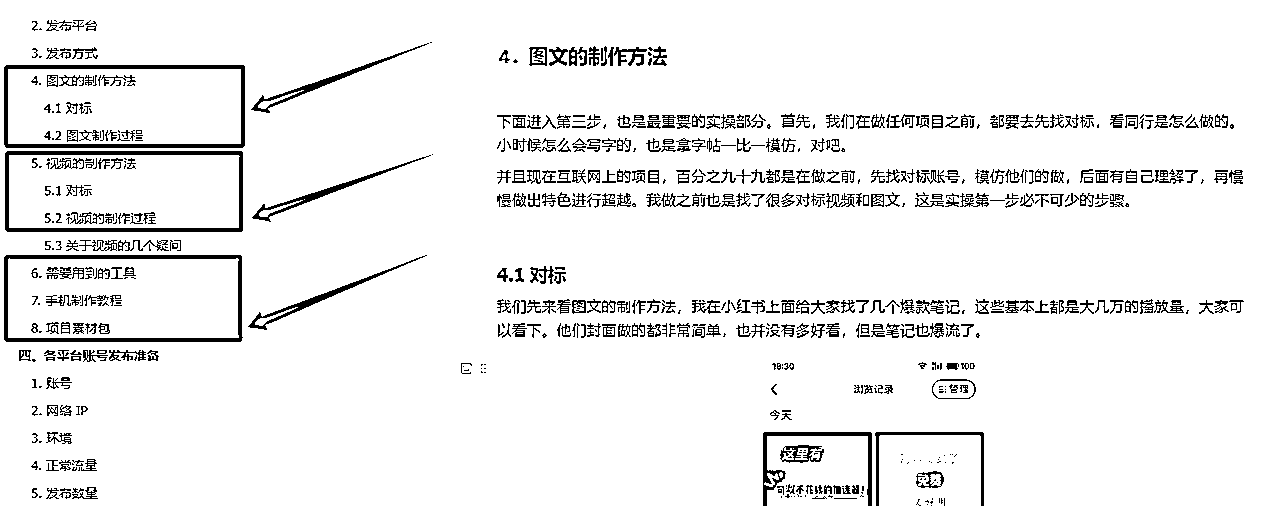 2. 发布平台
3. 发布方式
4. 图文的制作方法
4.1 对标
4.2 图文制作过程
5. 视频的制作方法
5.1 对标
5.2 视频的制作过程
5.3 关于视频的几个疑问
6. 需要用到的工具
7. 手机制作教程
8. 项目素材包
四、各平台账号发布准备
1. 账号
2. 网络 IP
3. 环境
4. 正常流量
5. 发布数量
4. 图文的制作方法
下面进入第三步，也是最重要的实操部分。首先，我们在做任何项目之前，都要去先找对标，看同行是怎么做的。
小时候怎么会写字的，也是拿字帖一比一模仿，对吧。
并且现在互联网上的项目，百分之九十九都是在做之前，先找对标账号，模仿他们的做，后面有自己理解了，再慢
慢做出特色进行超越。我做之前也是找了很多对标视频和图文，这是实操第一步必不可少的步骤。
4.1 对标
我们先来看图文的制作方法，我在小红书上面给大家找了几个爆款笔记，这些基本上都是大几万的播放量，大家可
以看下。他们封面做的都非常简单，也并没有多好看，但是笔记也爆流了。
18:30
100
浏览记录
管理
今天
这里有
可以不花钱的加速器!
免费